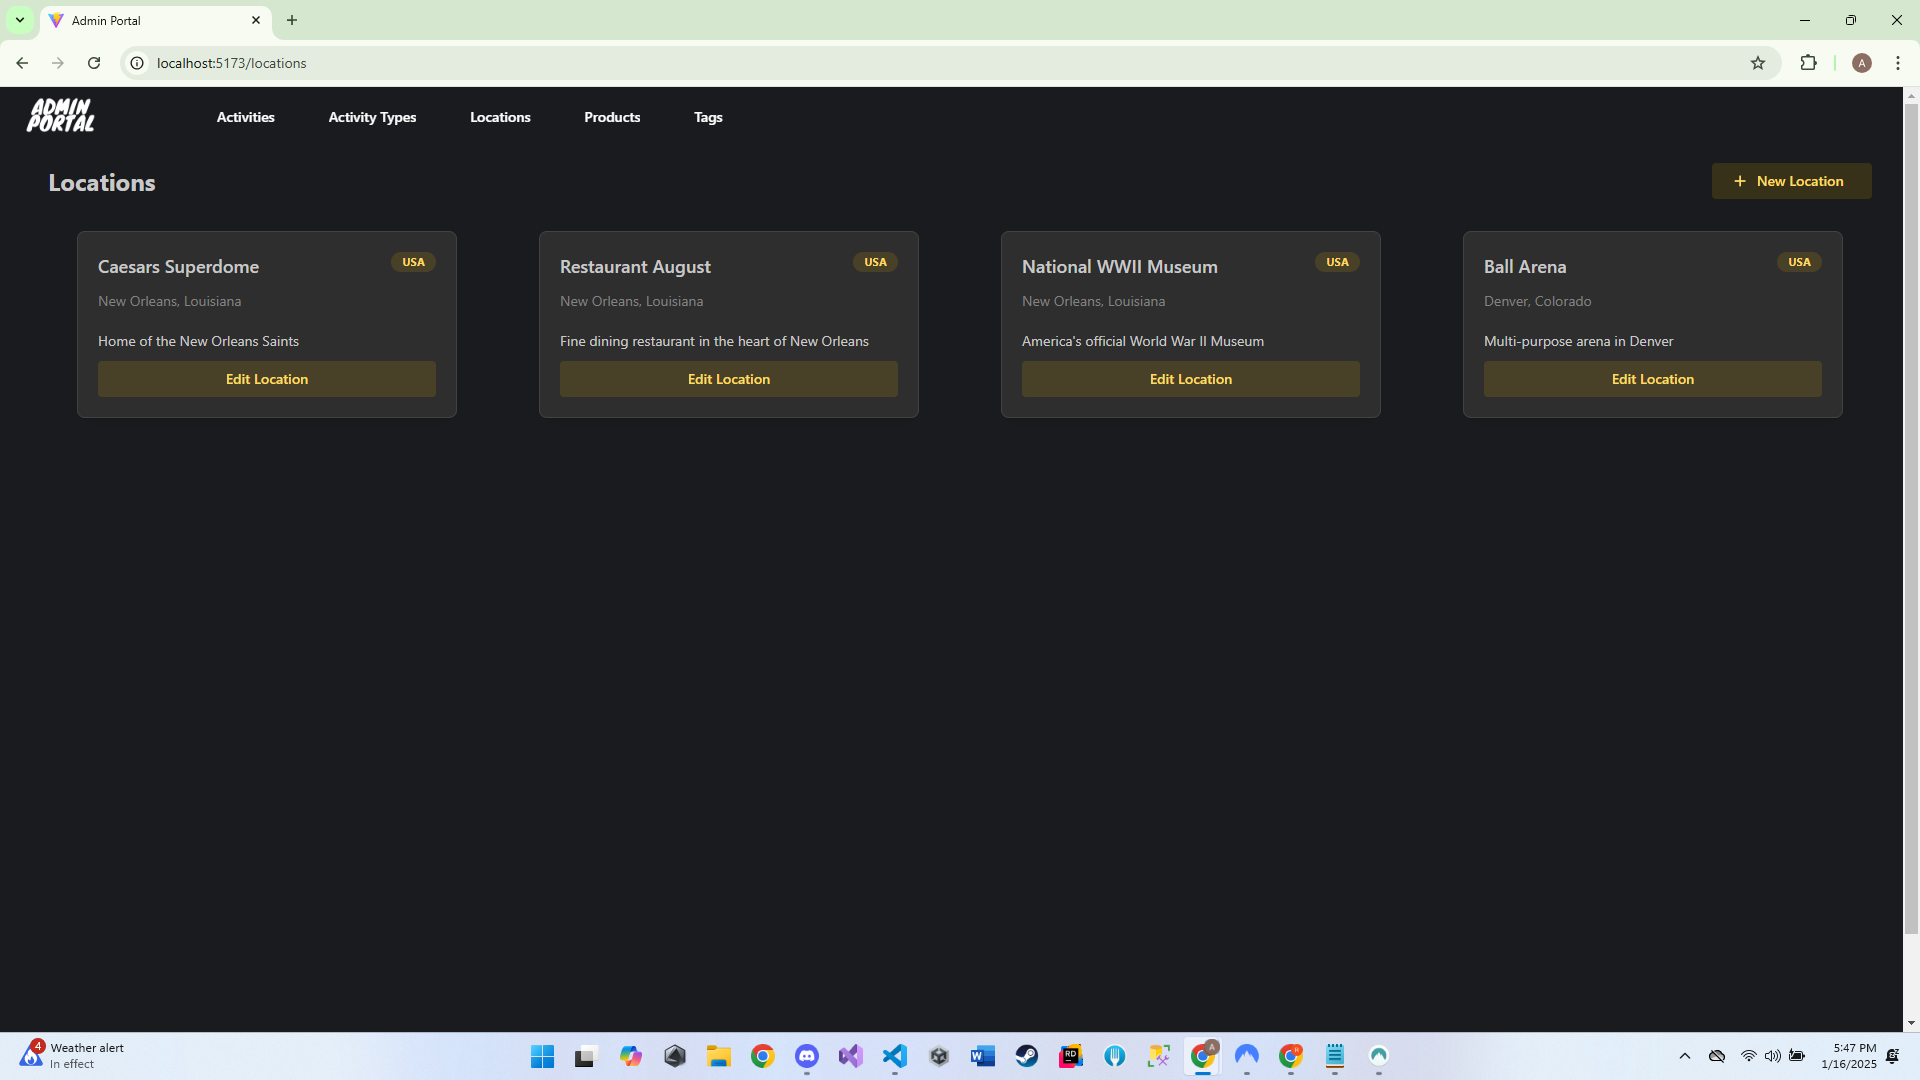 Admin Portal
localhost:5173/locations
A
ADMIN
PORTAL
Activities
Activity Types
Locations
Products
Tags
Locations
+ New Location
Caesars Superdome
USA
New Orleans, Louisiana
Home of the New Orleans Saints
Edit Location
Restaurant August
USA
New Orleans, Louisiana
Fine dining restaurant in the heart of New Orleans
Edit Location
National WWII Museum
USA
New Orleans, Louisiana
America's official World War II Museum
Edit Location
Ball Arena
USA
Denver, Colorado
Multi-purpose arena in Denver
Edit Location
4
Weather alert
In effect
W
RD
A
R
5:47 PM
1/16/2025